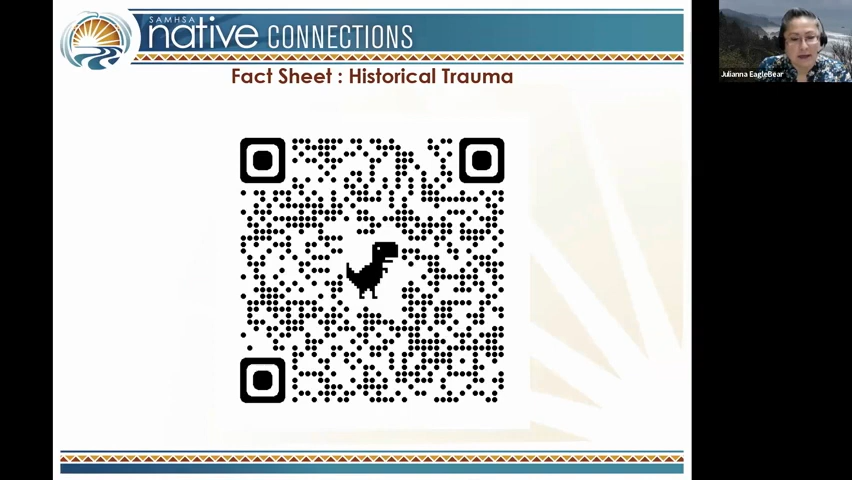 SAMHSA
native CONNECTIONS
Fact Sheet : Historical Trauma
Julianna EagleBear